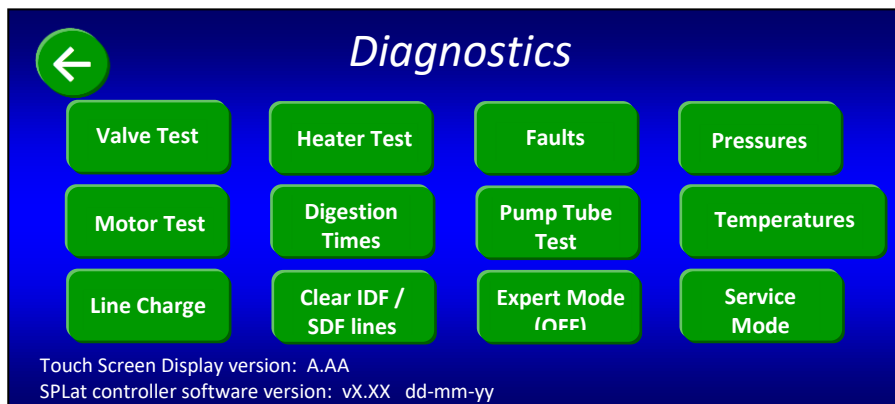 Diagnostics
Valve Test
Heater Test
Faults
Pressures
Motor Test
Digestion
Times
Pump Tube
Test
Temperatures
Line Charge
Clear IDF /
SDF lines
Expert Mode
(OFF)
Service
Mode
Touch Screen Display version: A.AA
SPLat controller software version: vX.XX dd-mm-yy